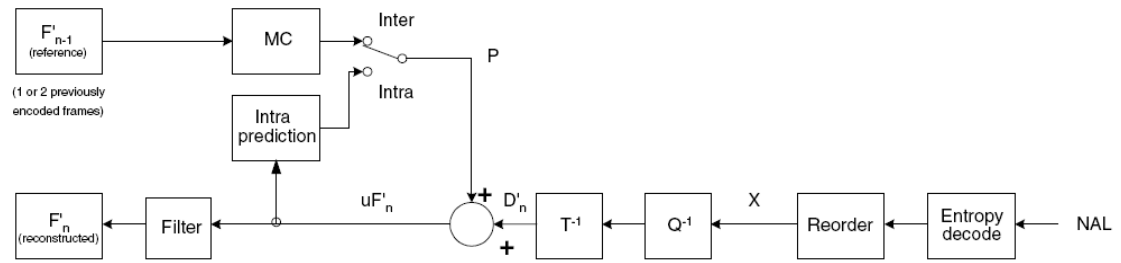 F'n-1
(reference)
(1 or 2 previously
encoded frames)
MC
Inter
Intra
P
Intra
prediction
F'n
(reconstructed)
Filter
uF'n
+
+
D'n
T-1
Q-1
X
Reorder
Entropy
decode
NAL